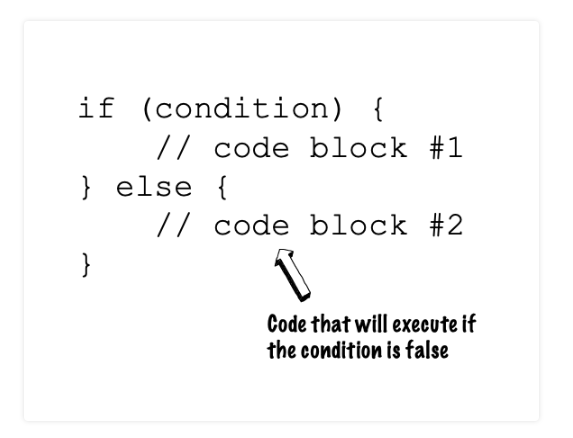 if (condition) {
// code block #1
} else {
// code block #2
}
Code that will execute if
the condition is false